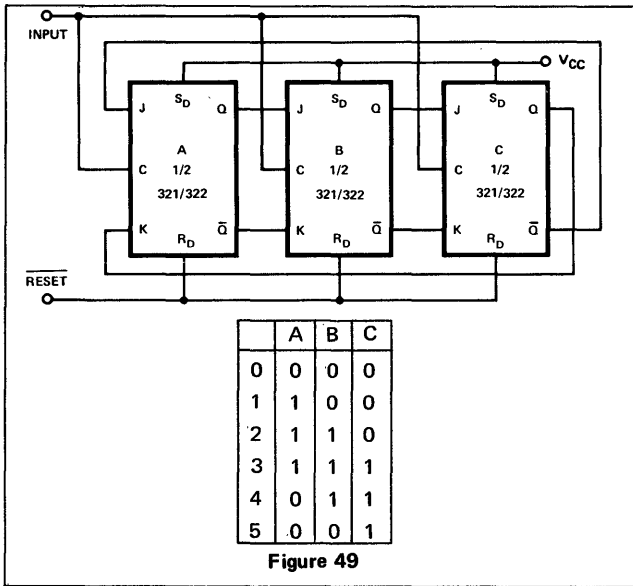 INPUT
V_CC
J S_D Q J S_D Q J S_D Q
A B C
C 1/2 C 1/2 C 1/2
321/322 321/322 321/322
K R_D Q̅ K R_D Q̅ K R_D Q̅
R̅E̅S̅E̅T̅
A B C
0 0 0 0
1 1 0 0
2 1 1 0
3 1 1 1
4 0 1 1
5 0 0 1
Figure 49